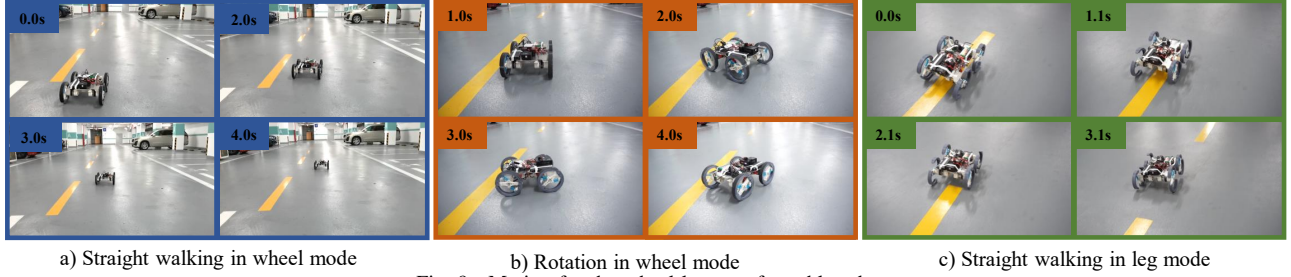 0.0s
2.0s
3.0s
4.0s
a) Straight walking in wheel mode
1.0s
2.0s
3.0s
4.0s
b) Rotation in wheel mode
0.0s
1.1s
2.1s
3.1s
c) Straight walking in leg mode